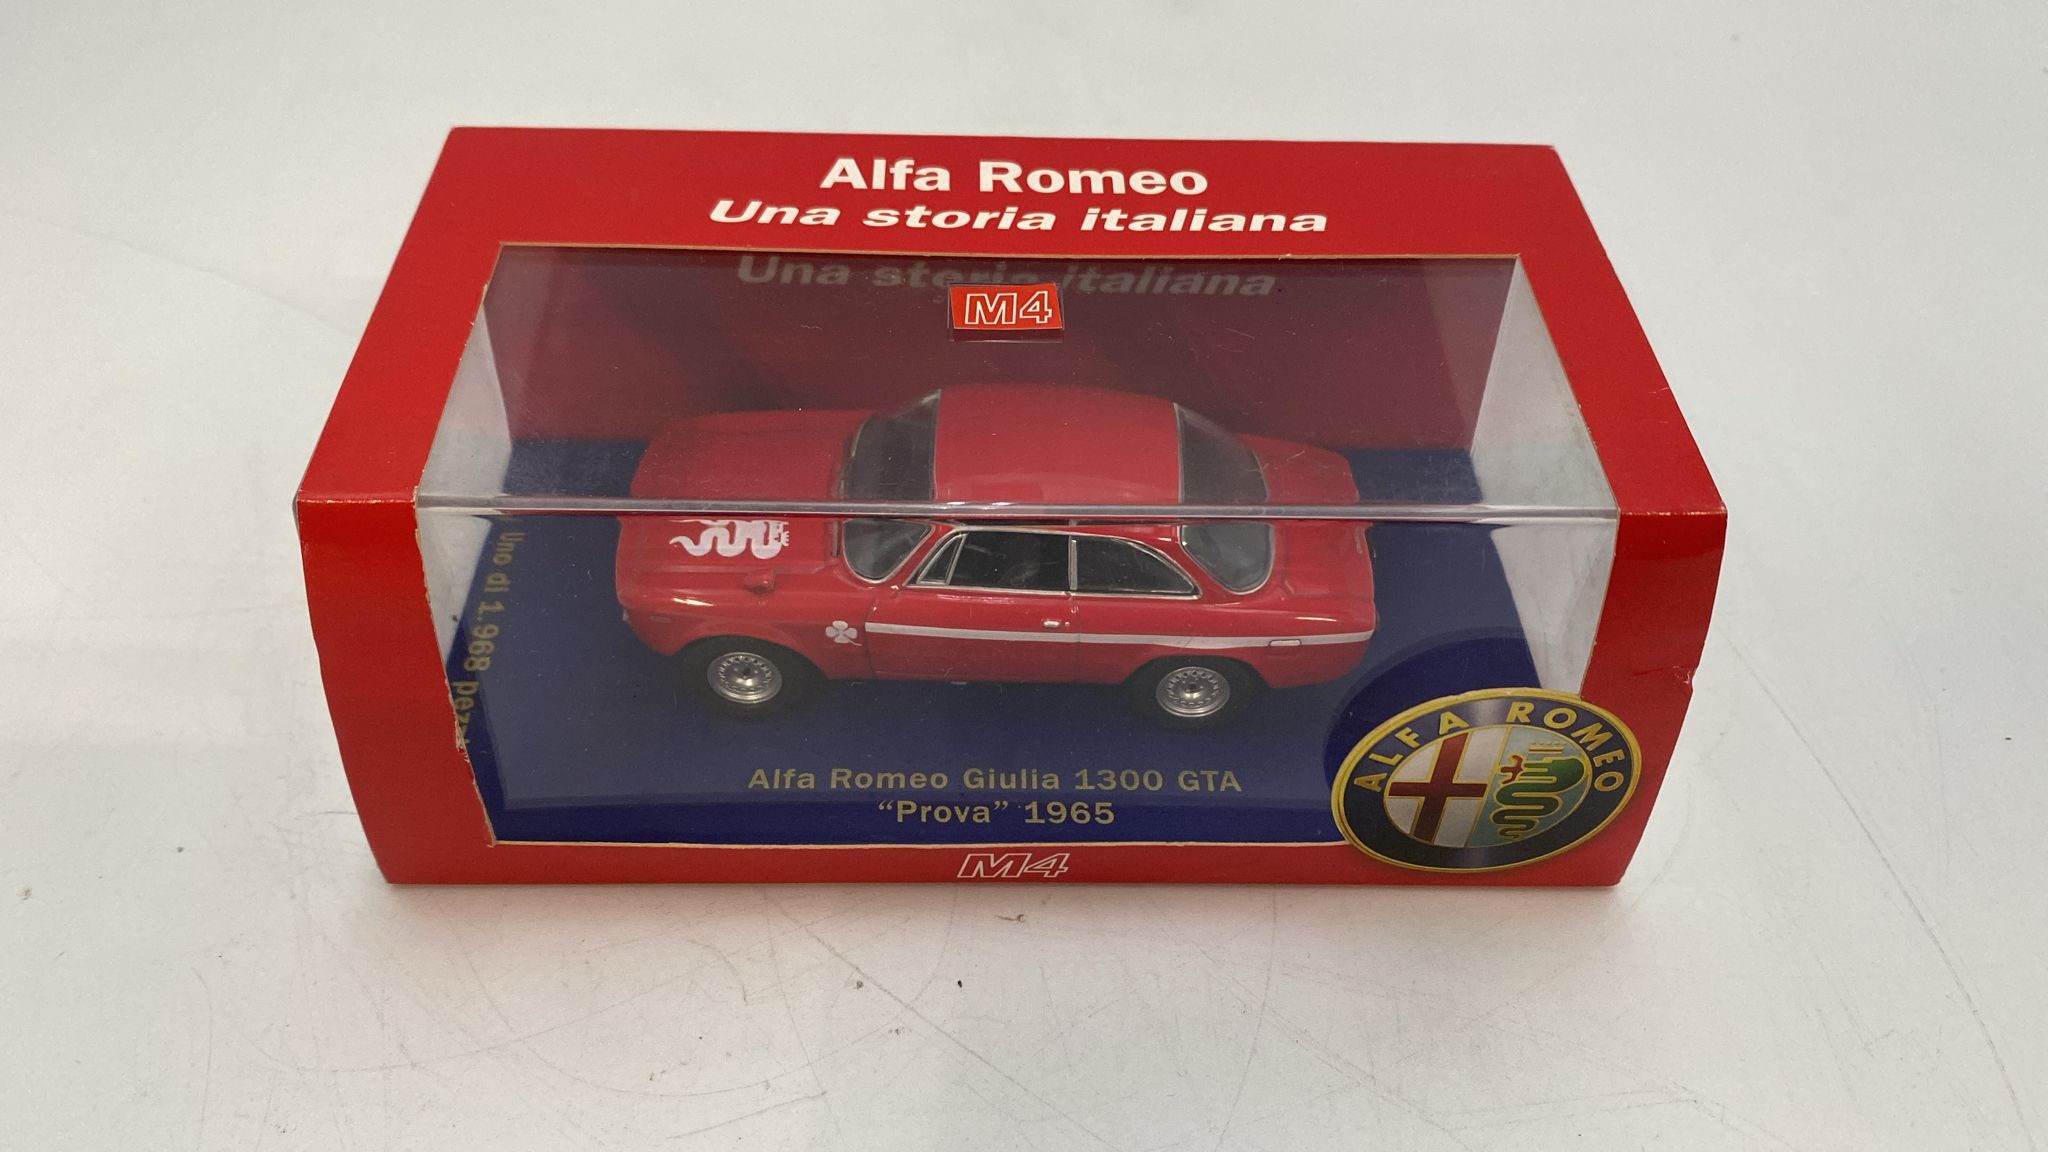 Alfa Romeo
Una storia italiana
Una storia italiana
M4
Uno di 1.968 pezzi
Alfa Romeo Giulia 1300 GTA
“Prova” 1965
M4
ALFA ROMEO